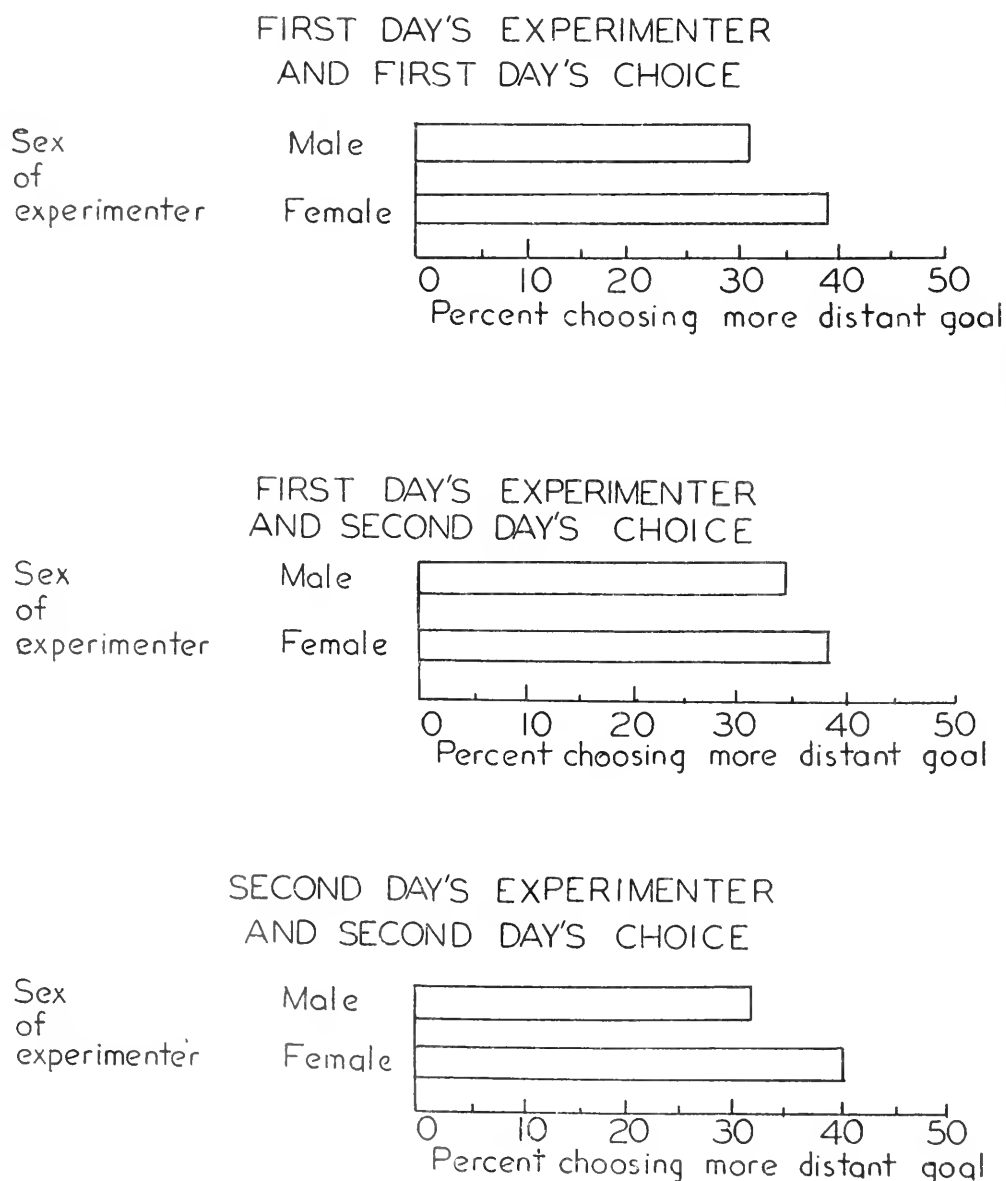 FIRST DAY'S EXPERIMENTER
AND FIRST DAY'S CHOICE
Sex
of
experimenter
Male
Female
0 10 20 30 40 50
Percent choosing more distant goal
FIRST DAY'S EXPERIMENTER
AND SECOND DAY'S CHOICE
Sex
of
experimenter
Male
Female
0 10 20 30 40 50
Percent choosing more distant goal
SECOND DAY'S EXPERIMENTER
AND SECOND DAY'S CHOICE
Sex
of
experimenter
Male
Female
0 10 20 30 40 50
Percent choosing more distant goal